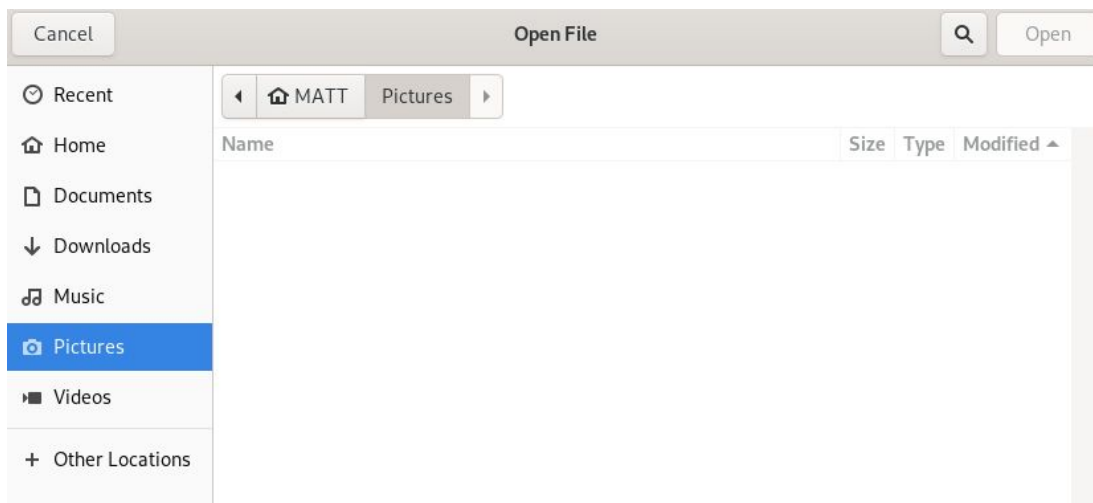 Cancel Open File Open
Recent
MATT Pictures
Home
Name Size Type Modified
Documents
Downloads
Music
Pictures
Videos
+ Other Locations